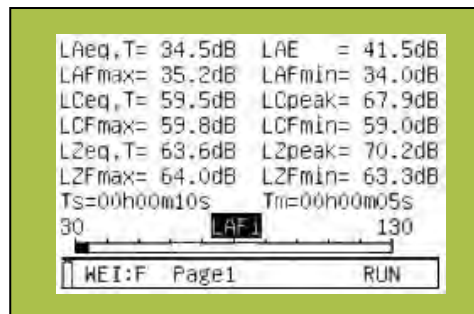 LAeq,T= 34.5dB LAE = 41.5dB
LAFmax= 35.2dB LAFmin= 34.0dB
LCeq,T= 59.5dB LCpeak= 67.9dB
LCFmax= 59.8dB LCFmin= 59.0dB
LZeq,T= 63.6dB LZpeak= 70.2dB
LZFmax= 64.0dB LZFmin= 63.3dB
Ts=00h00m10s Tm=00h00m05s
30 LAF1 130
WEI:F Page1 RUN